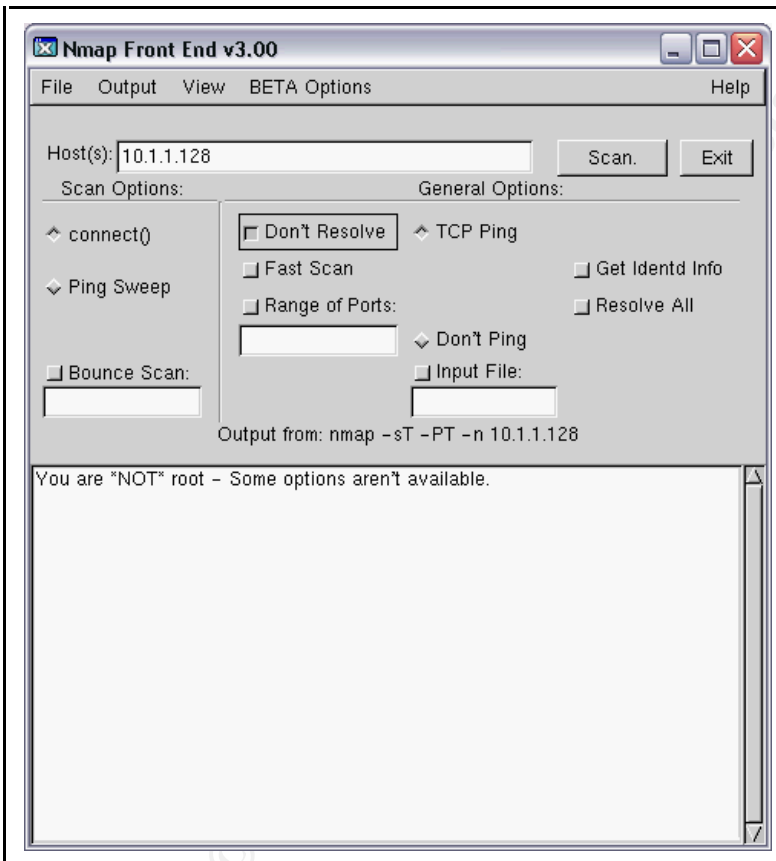 Nmap Front End v3.00
File Output View BETA Options Help
Host(s): 10.1.1.128 Scan. Exit
Scan Options: General Options:
connect() Don't Resolve TCP Ping
Fast Scan Get Identd Info
Ping Sweep
Range of Ports: Resolve All
Don't Ping
Bounce Scan: Input File:
Output from: nmap -sT -PT -n 10.1.1.128
You are *NOT* root - Some options aren't available.